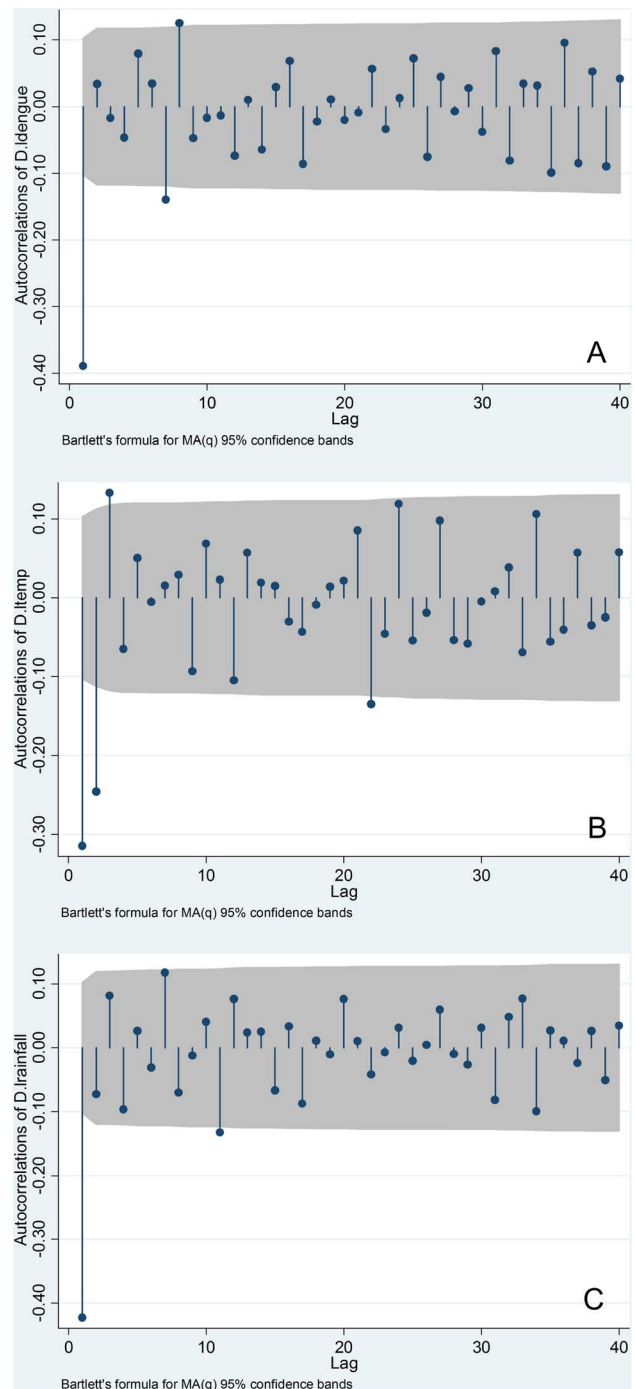 Autocorrelations of D.ldengue
0.10
0.00
-0.10
-0.20
-0.30
-0.40
A
0 10 20 30 40
Lag
Bartlett's formula for MA(q) 95% confidence bands
Autocorrelations of D.ltemp
0.10
0.00
-0.10
-0.20
-0.30
B
0 10 20 30 40
Lag
Bartlett's formula for MA(q) 95% confidence bands
Autocorrelations of D.lrainfall
0.10
0.00
-0.10
-0.20
-0.30
-0.40
C
0 10 20 30 40
Lag
Bartlett's formula for MA(q) 95% confidence bands